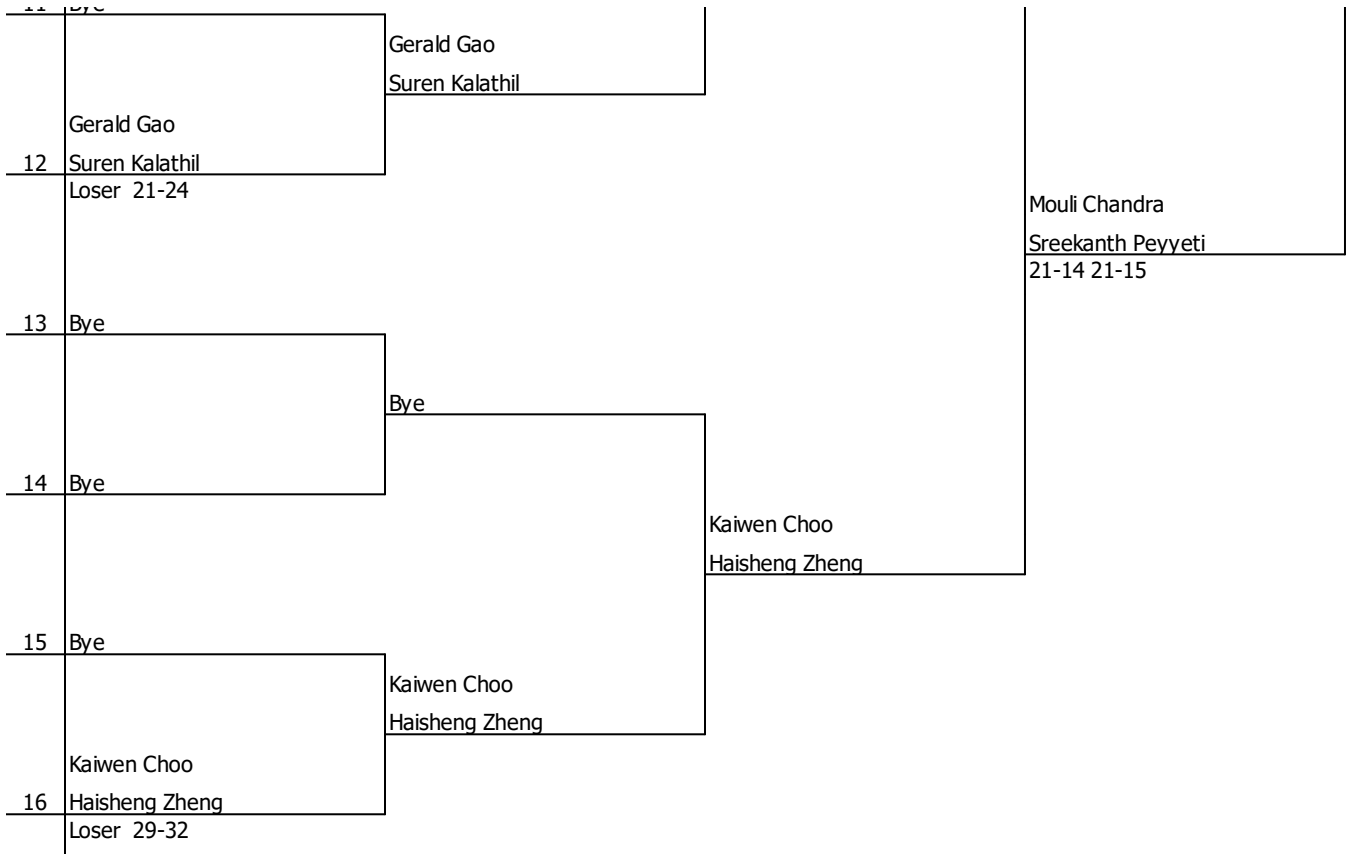 11 Bye
Gerald Gao
Suren Kalathil
Gerald Gao
12 Suren Kalathil
Loser 21-24
Mouli Chandra
Sreekanth Peyyeti
21-14 21-15
13 Bye
Bye
14 Bye
Kaiwen Choo
Haisheng Zheng
15 Bye
Kaiwen Choo
Haisheng Zheng
Kaiwen Choo
16 Haisheng Zheng
Loser 29-32